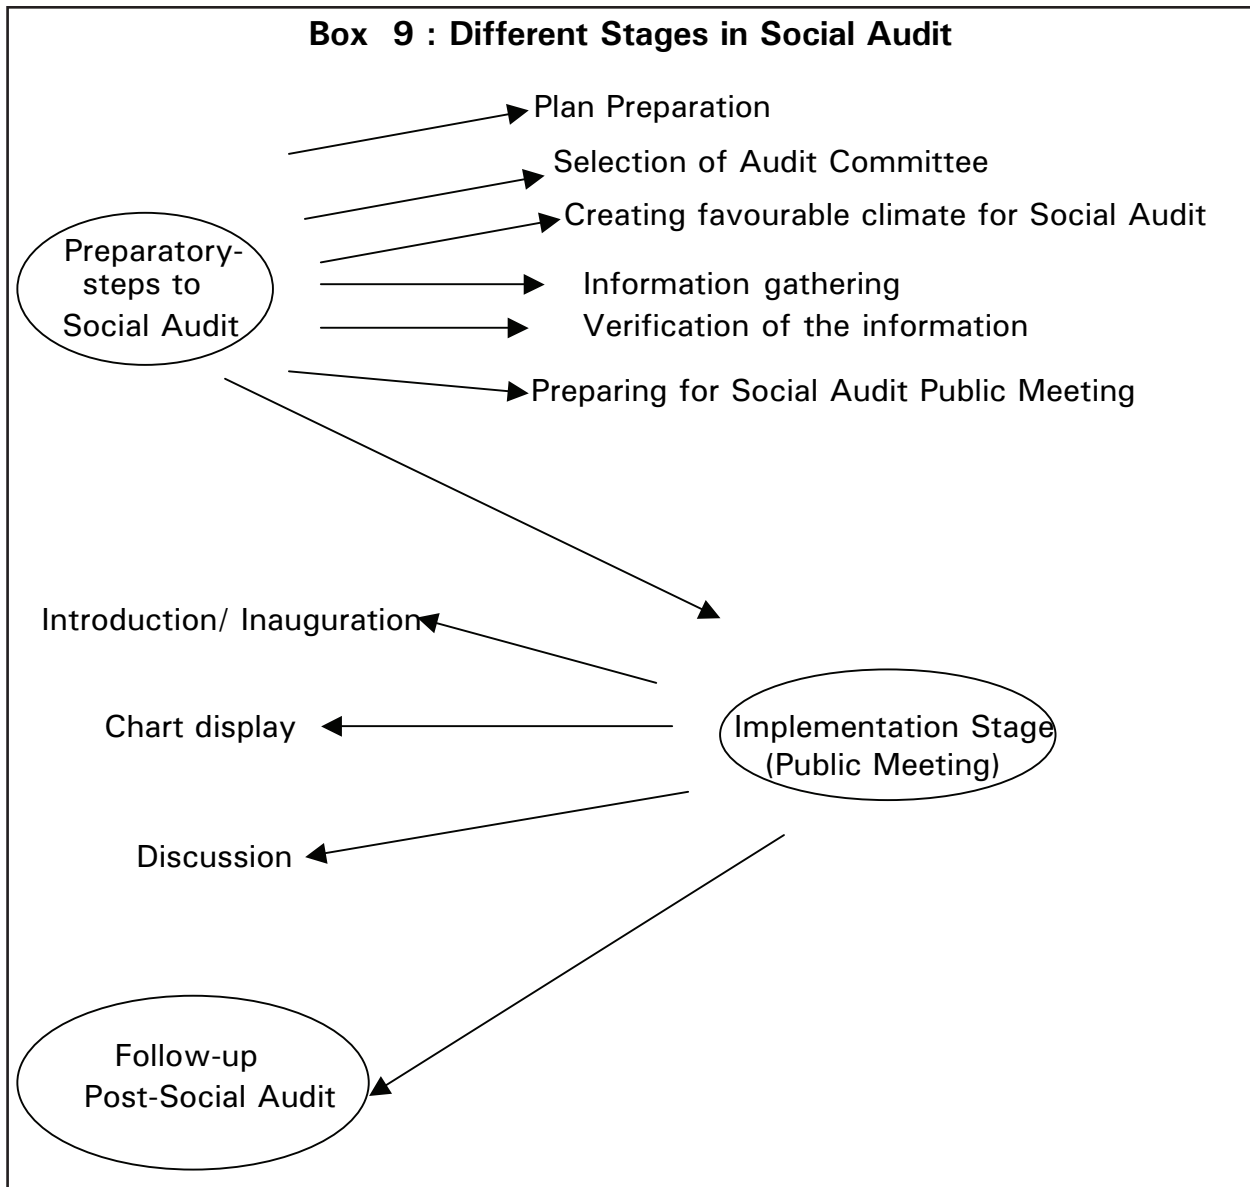 Box 9 : Different Stages in Social Audit
Plan Preparation
Selection of Audit Committee
Creating favourable climate for Social Audit
Preparatory-
steps to
Social Audit
Information gathering
Verification of the information
Preparing for Social Audit Public Meeting
Introduction/ Inauguration
Chart display
Implementation Stage
(Public Meeting)
Discussion
Follow-up
Post-Social Audit